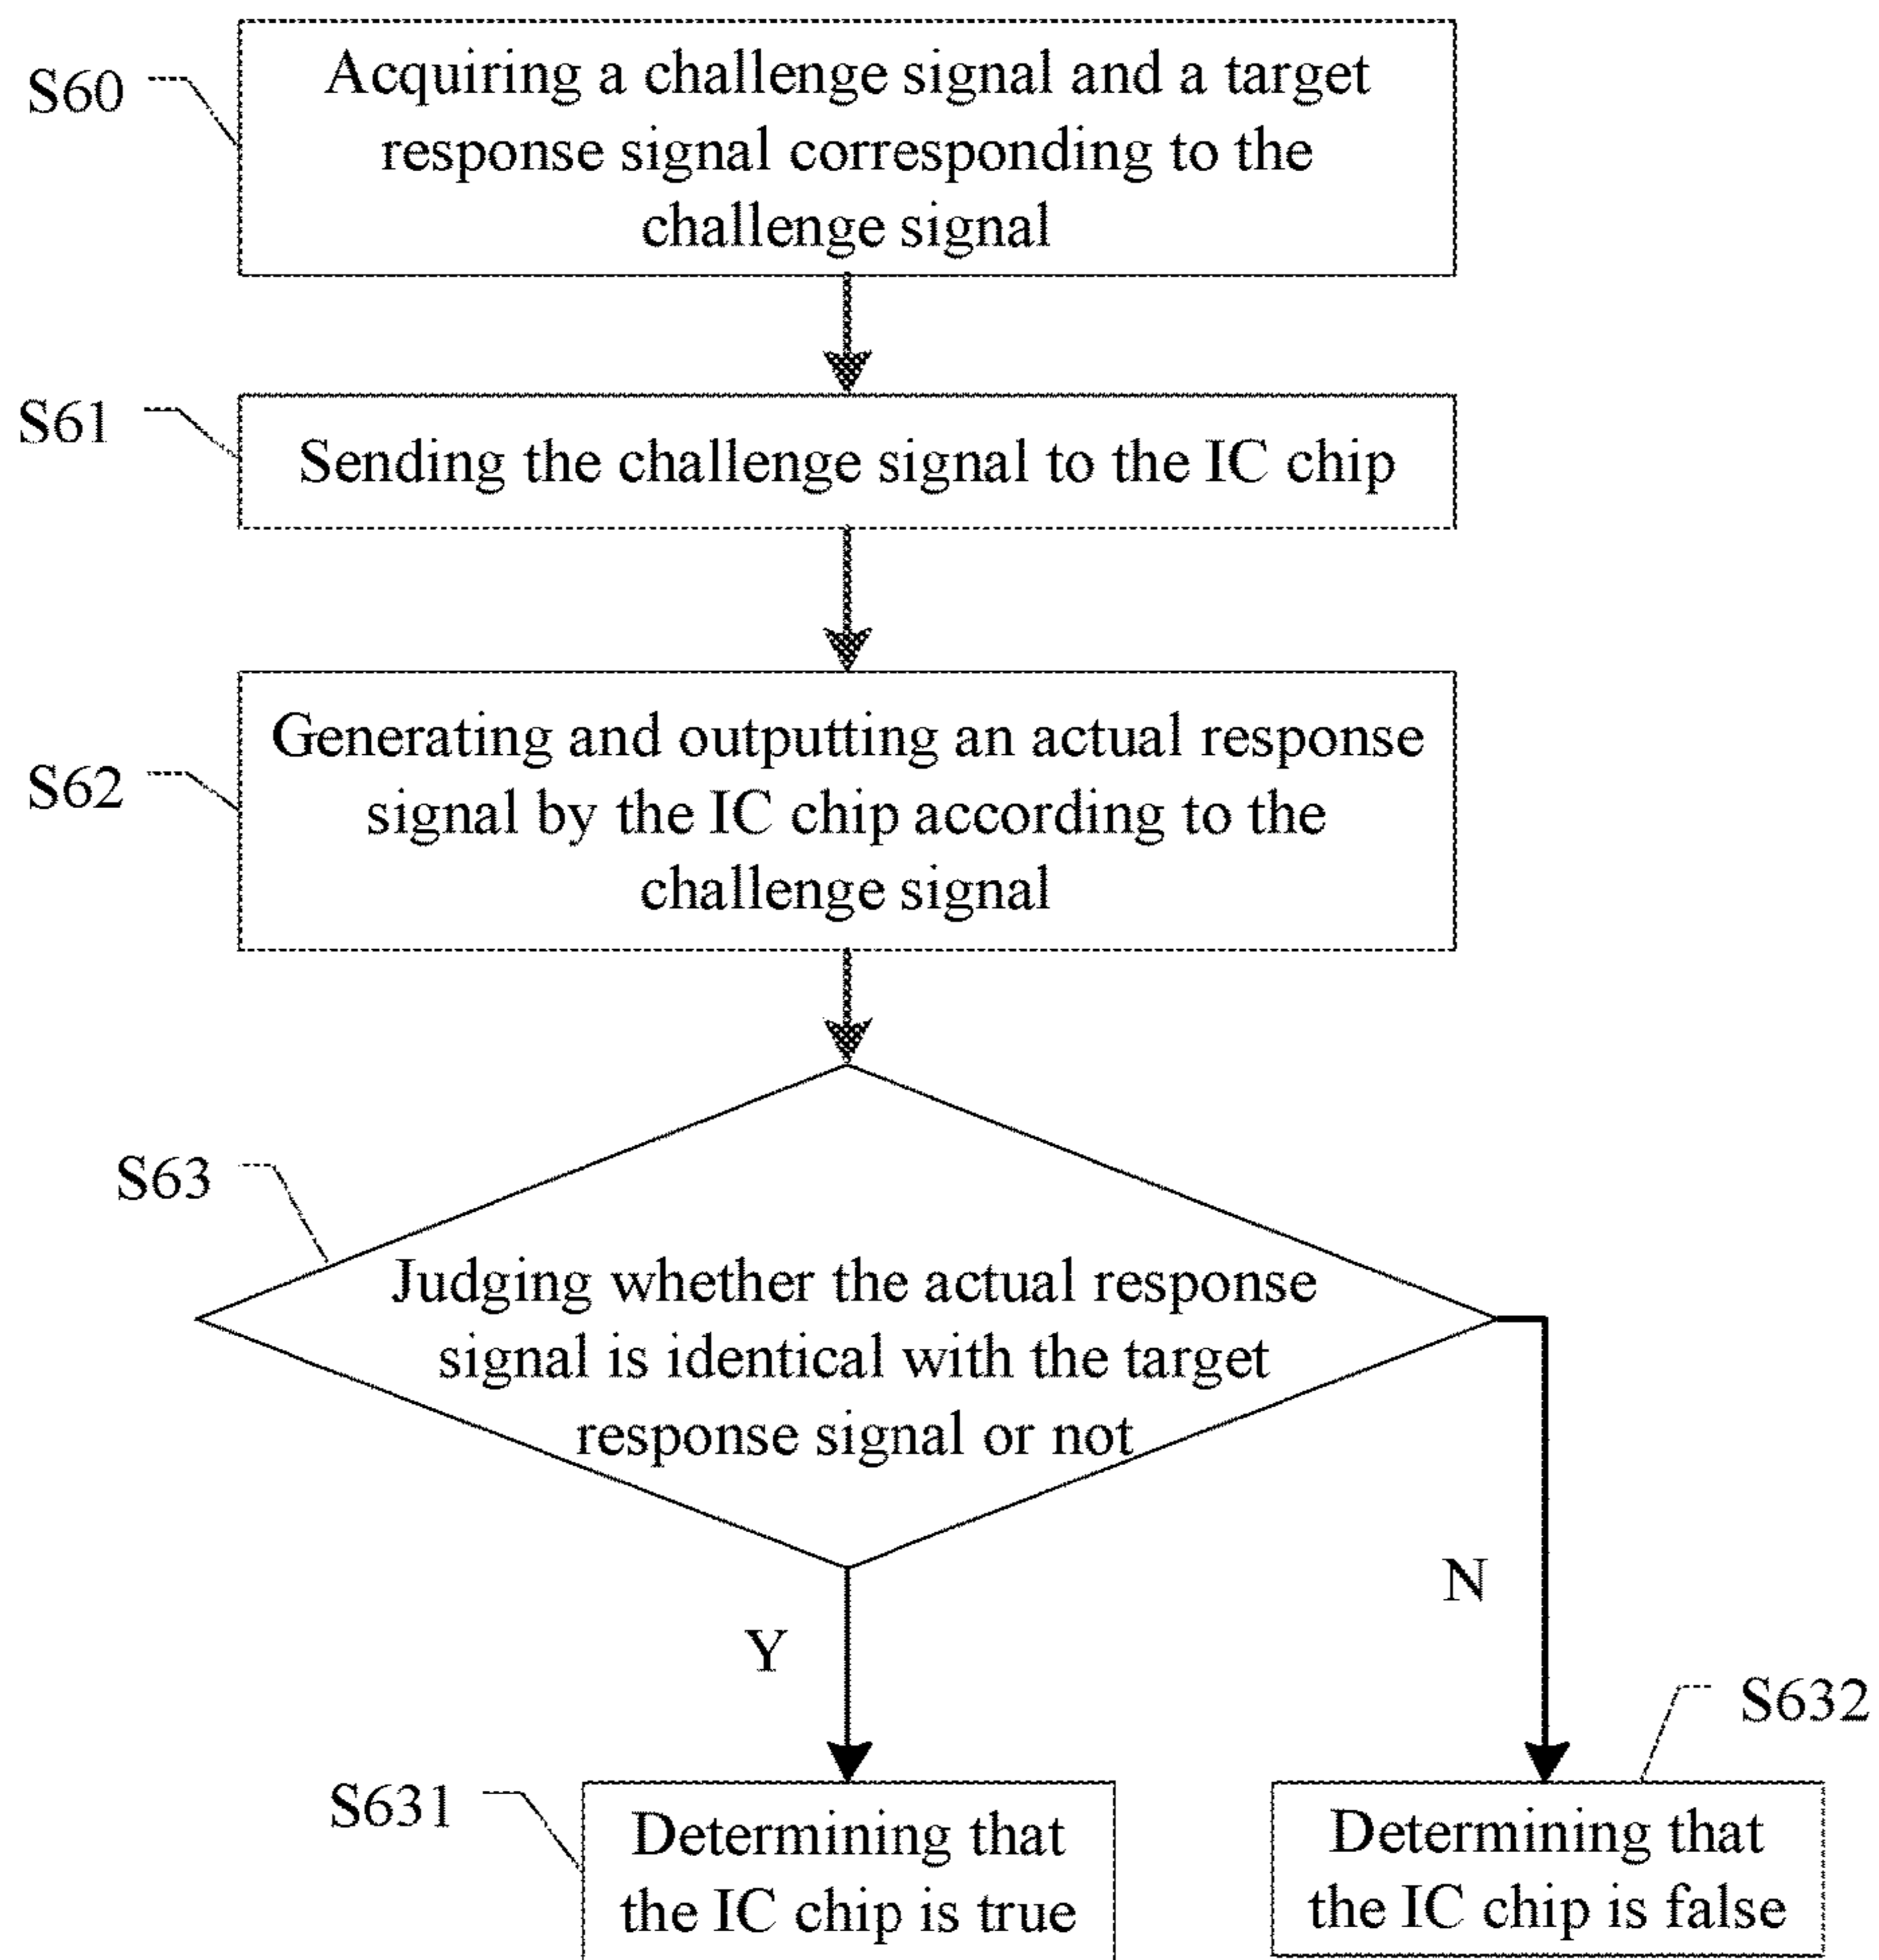 S60
Acquiring a challenge signal and a target
response signal corresponding to the
challenge signal
S61
Sending the challenge signal to the IC chip
S62
Generating and outputting an actual response
signal by the IC chip according to the
challenge signal
S63
Judging whether the actual response
signal is identical with the target
response signal or not
Y
N
S631
Determining that
the IC chip is true
S632
Determining that
the IC chip is false